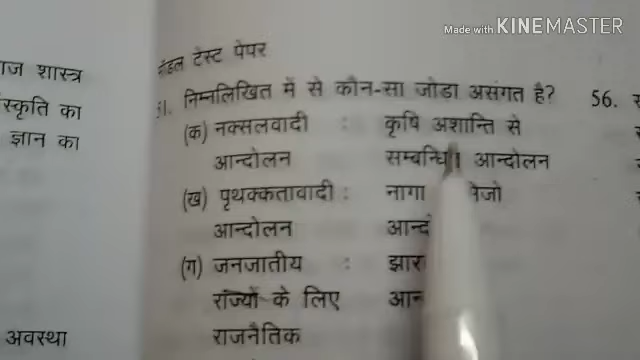 Made with KINEMASTER
मॉडल टेस्ट पेपर
ाज शास्त्र
स्कृति का
ज्ञान का
अवस्था
51. निम्नलिखित में से कौन-सा जोडा असंगत है?
(क) नक्सलवादी : कृषि अशान्ति से
आन्दोलन सम्बन्धित आन्दोलन
(ख) पृथक्कतावादी : नागा
आन्दोलन
(ग) जनजातीय :
राज्यों के लिए
राजनैतिक
56.